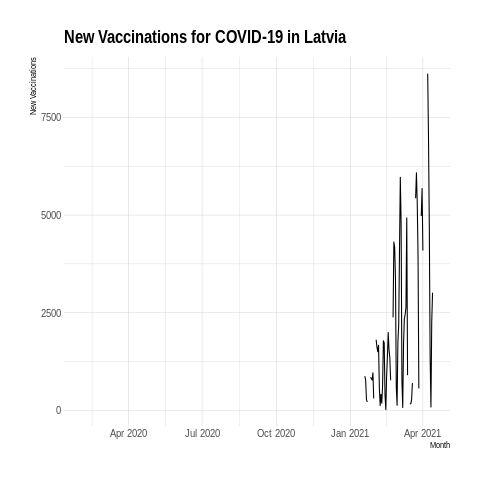 New Vaccinations for COVID-19 in Latvia
New Vaccinations
7500
5000
2500
0
Apr 2020 Jul 2020 Oct 2020 Jan 2021 Apr 2021
Month